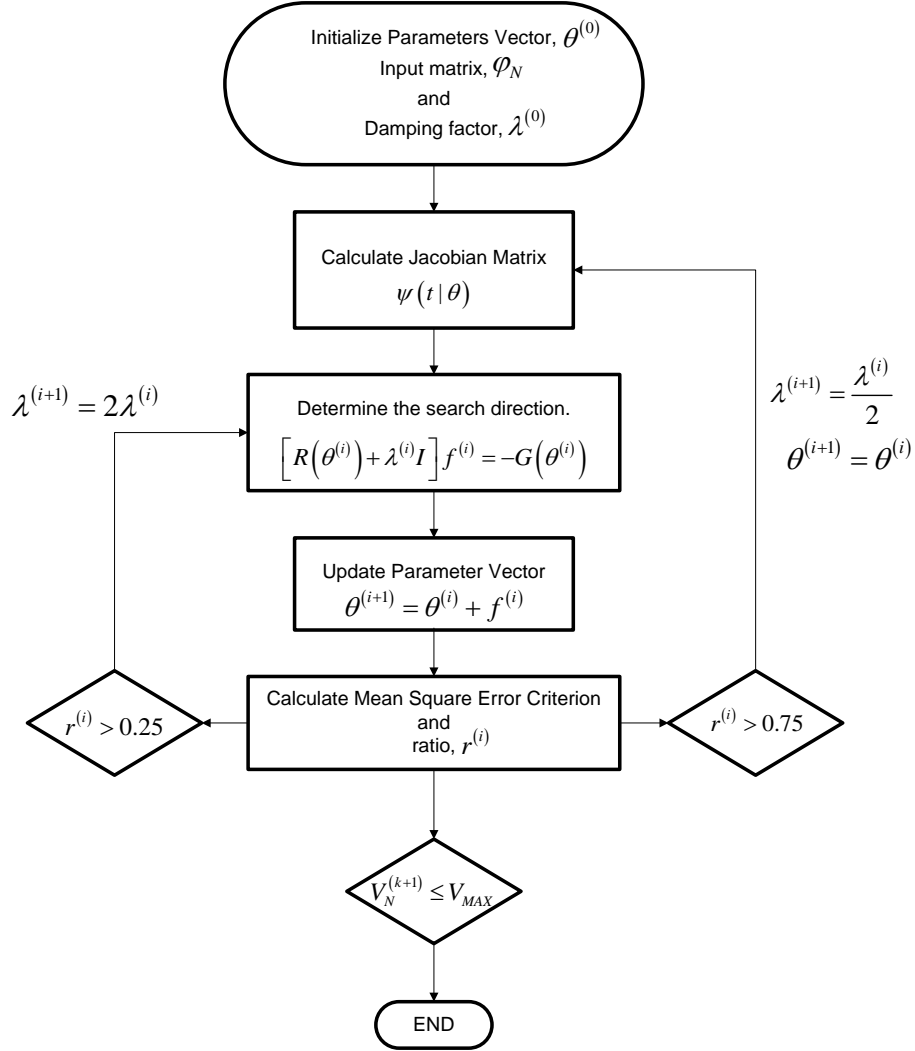 Initialize Parameters Vector, θ^(0)
Input matrix, φ_N
and
Damping factor, λ^(0)
Calculate Jacobian Matrix
ψ(t | θ)
λ^(i+1) = 2λ^(i)
Determine the search direction.
[R(θ^(i)) + λ^(i) I] f^(i) = −G(θ^(i))
λ^(i+1) = λ^(i) / 2
θ^(i+1) = θ^(i)
Update Parameter Vector
θ^(i+1) = θ^(i) + f^(i)
r^(i) > 0.25
Calculate Mean Square Error Criterion
and
ratio, r^(i)
r^(i) > 0.75
V_N^(k+1) ≤ V_MAX
END